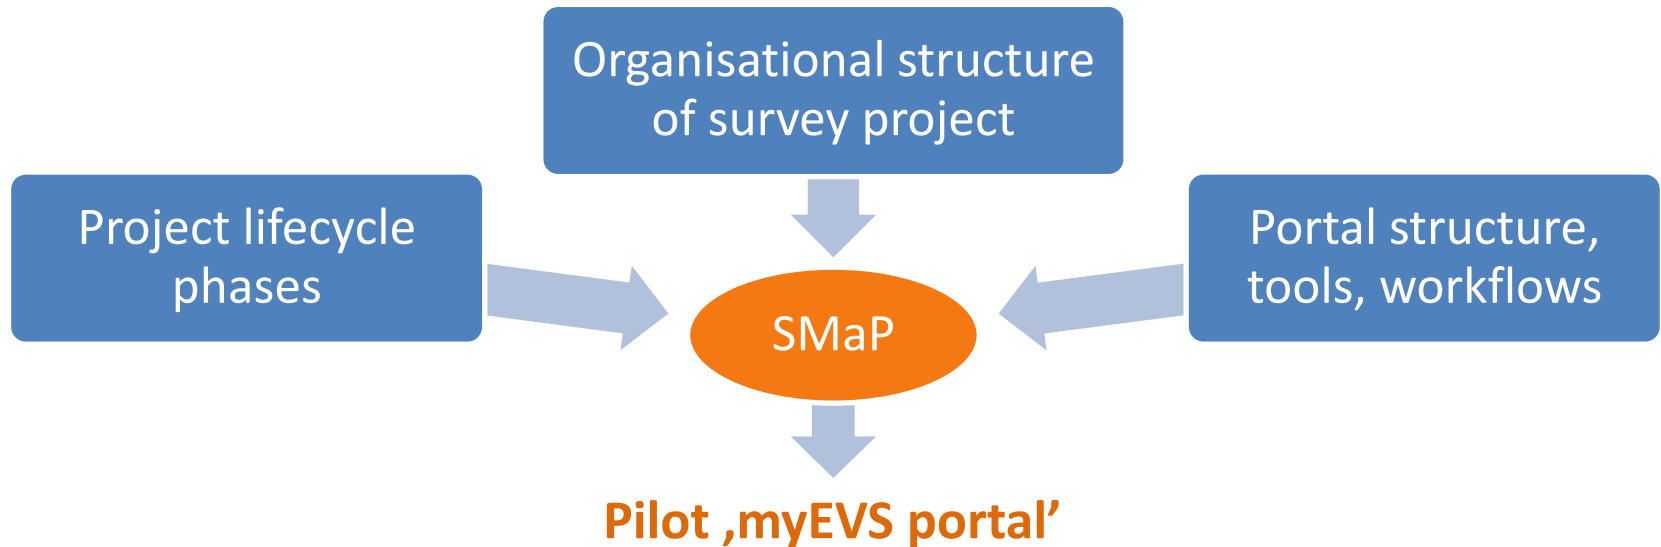 Organisational structure
of survey project
Project lifecycle
phases
Portal structure,
tools, workflows
SMaP
Pilot ‚myEVS portal’